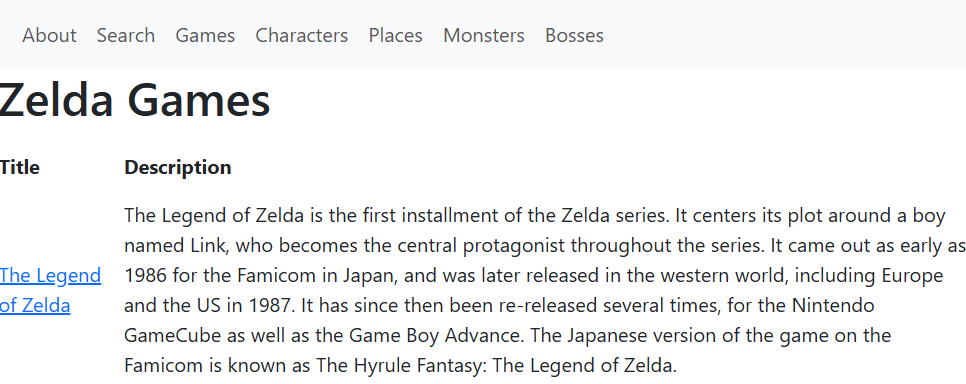 About Search Games Characters Places Monsters Bosses
Zelda Games
Title Description
The Legend of Zelda is the first installment of the Zelda series. It centers its plot around a boy
named Link, who becomes the central protagonist throughout the series. It came out as early as
The Legend 1986 for the Famicom in Japan, and was later released in the western world, including Europe
of Zelda and the US in 1987. It has since then been re-released several times, for the Nintendo
GameCube as well as the Game Boy Advance. The Japanese version of the game on the
Famicom is known as The Hyrule Fantasy: The Legend of Zelda.